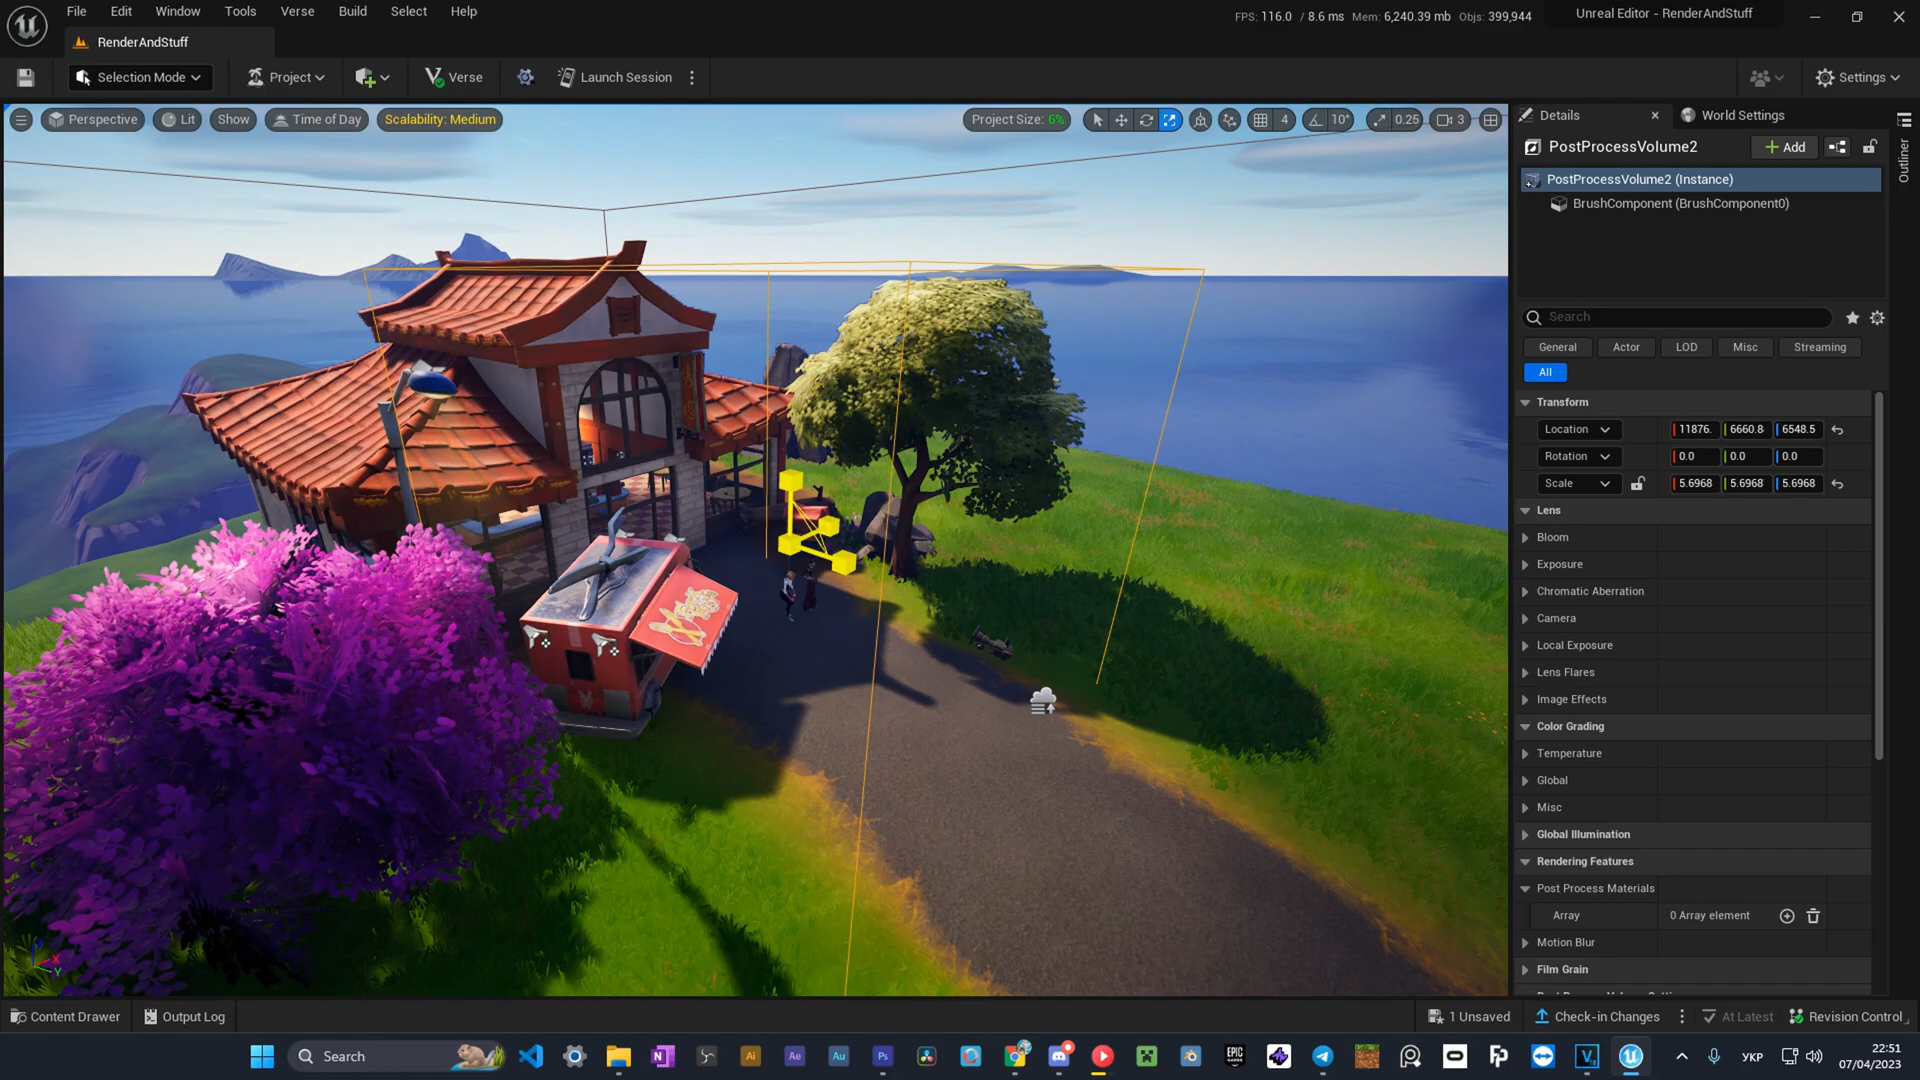 File Edit Window Tools Verse Build Select Help
FPS: 116.0 / 8.6 ms Mem: 6,240.39 mb Objs: 399,944
Unreal Editor - RenderAndStuff
RenderAndStuff
Selection Mode
Project
Verse
Launch Session
Settings
Perspective
Lit
Show
Time of Day
Scalability: Medium
Project Size: 6%
4
10°
0.25
3
Details
World Settings
Outliner
PostProcessVolume2
Add
PostProcessVolume2 (Instance)
BrushComponent (BrushComponent0)
Search
General Actor LOD Misc Streaming
All
Transform
Location 11876. 6660.8 6548.5
Rotation 0.0 0.0 0.0
Scale 5.6968 5.6968 5.6968
Lens
Bloom
Exposure
Chromatic Aberration
Camera
Local Exposure
Lens Flares
Image Effects
Color Grading
Temperature
Global
Misc
Global Illumination
Rendering Features
Post Process Materials
Array 0 Array element
Motion Blur
Film Grain
X
Y
Content Drawer
Output Log
1 Unsaved
Check-in Changes
At Latest
Revision Control
Search
Ai
Ae
Au
Ps
EPIC GAMES
УКР
22:51
07/04/2023